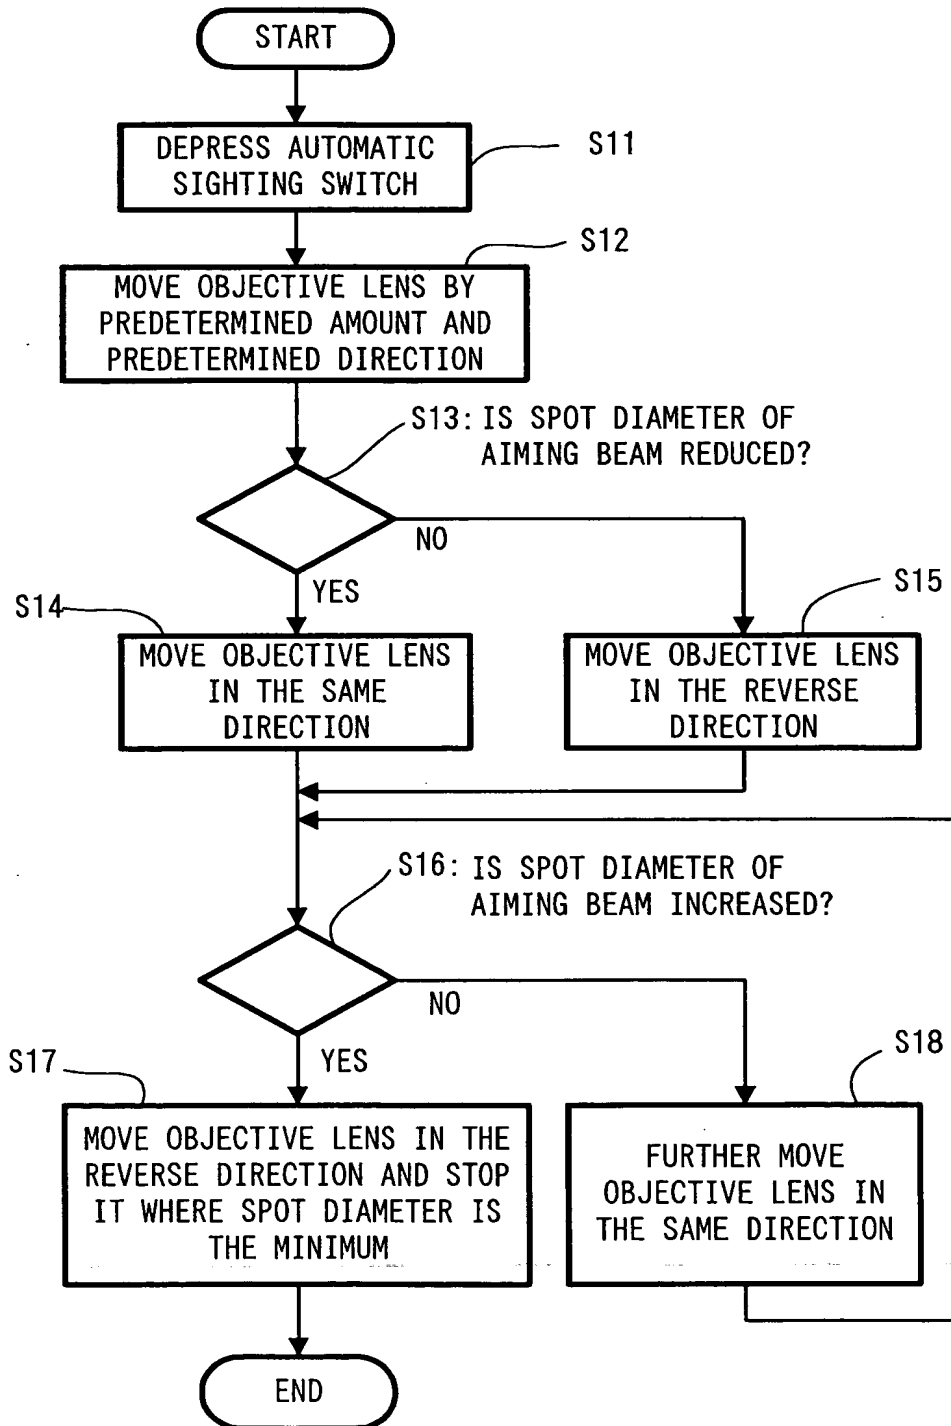 START
DEPRESS AUTOMATIC
SIGHTING SWITCH
S11
S12
MOVE OBJECTIVE LENS BY
PREDETERMINED AMOUNT AND
PREDETERMINED DIRECTION
S13: IS SPOT DIAMETER OF
AIMING BEAM REDUCED?
NO
YES
S14
MOVE OBJECTIVE LENS
IN THE SAME
DIRECTION
S15
MOVE OBJECTIVE LENS
IN THE REVERSE
DIRECTION
S16: IS SPOT DIAMETER OF
AIMING BEAM INCREASED?
NO
YES
S17
MOVE OBJECTIVE LENS IN THE
REVERSE DIRECTION AND STOP
IT WHERE SPOT DIAMETER IS
THE MINIMUM
S18
FURTHER MOVE
OBJECTIVE LENS IN
THE SAME DIRECTION
END